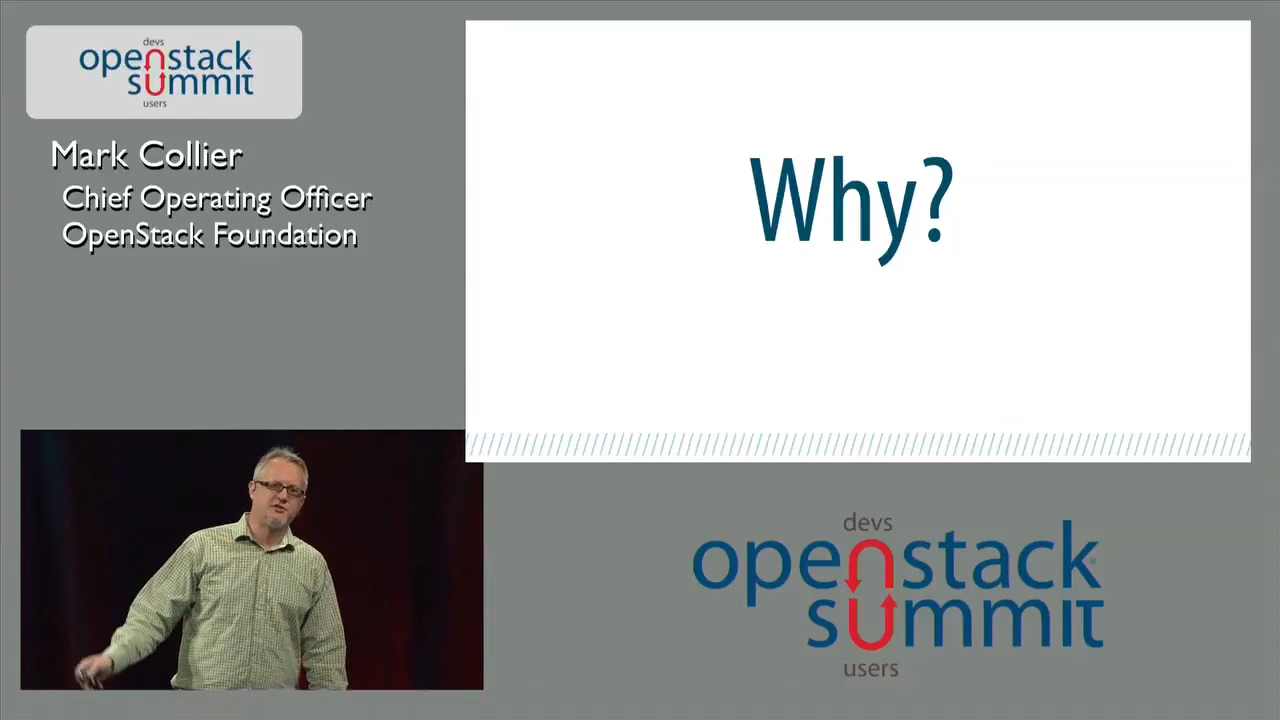 devs
openstack
summit
users
Mark Collier
Chief Operating Officer
OpenStack Foundation
Why?
devs
openstack
summit
users